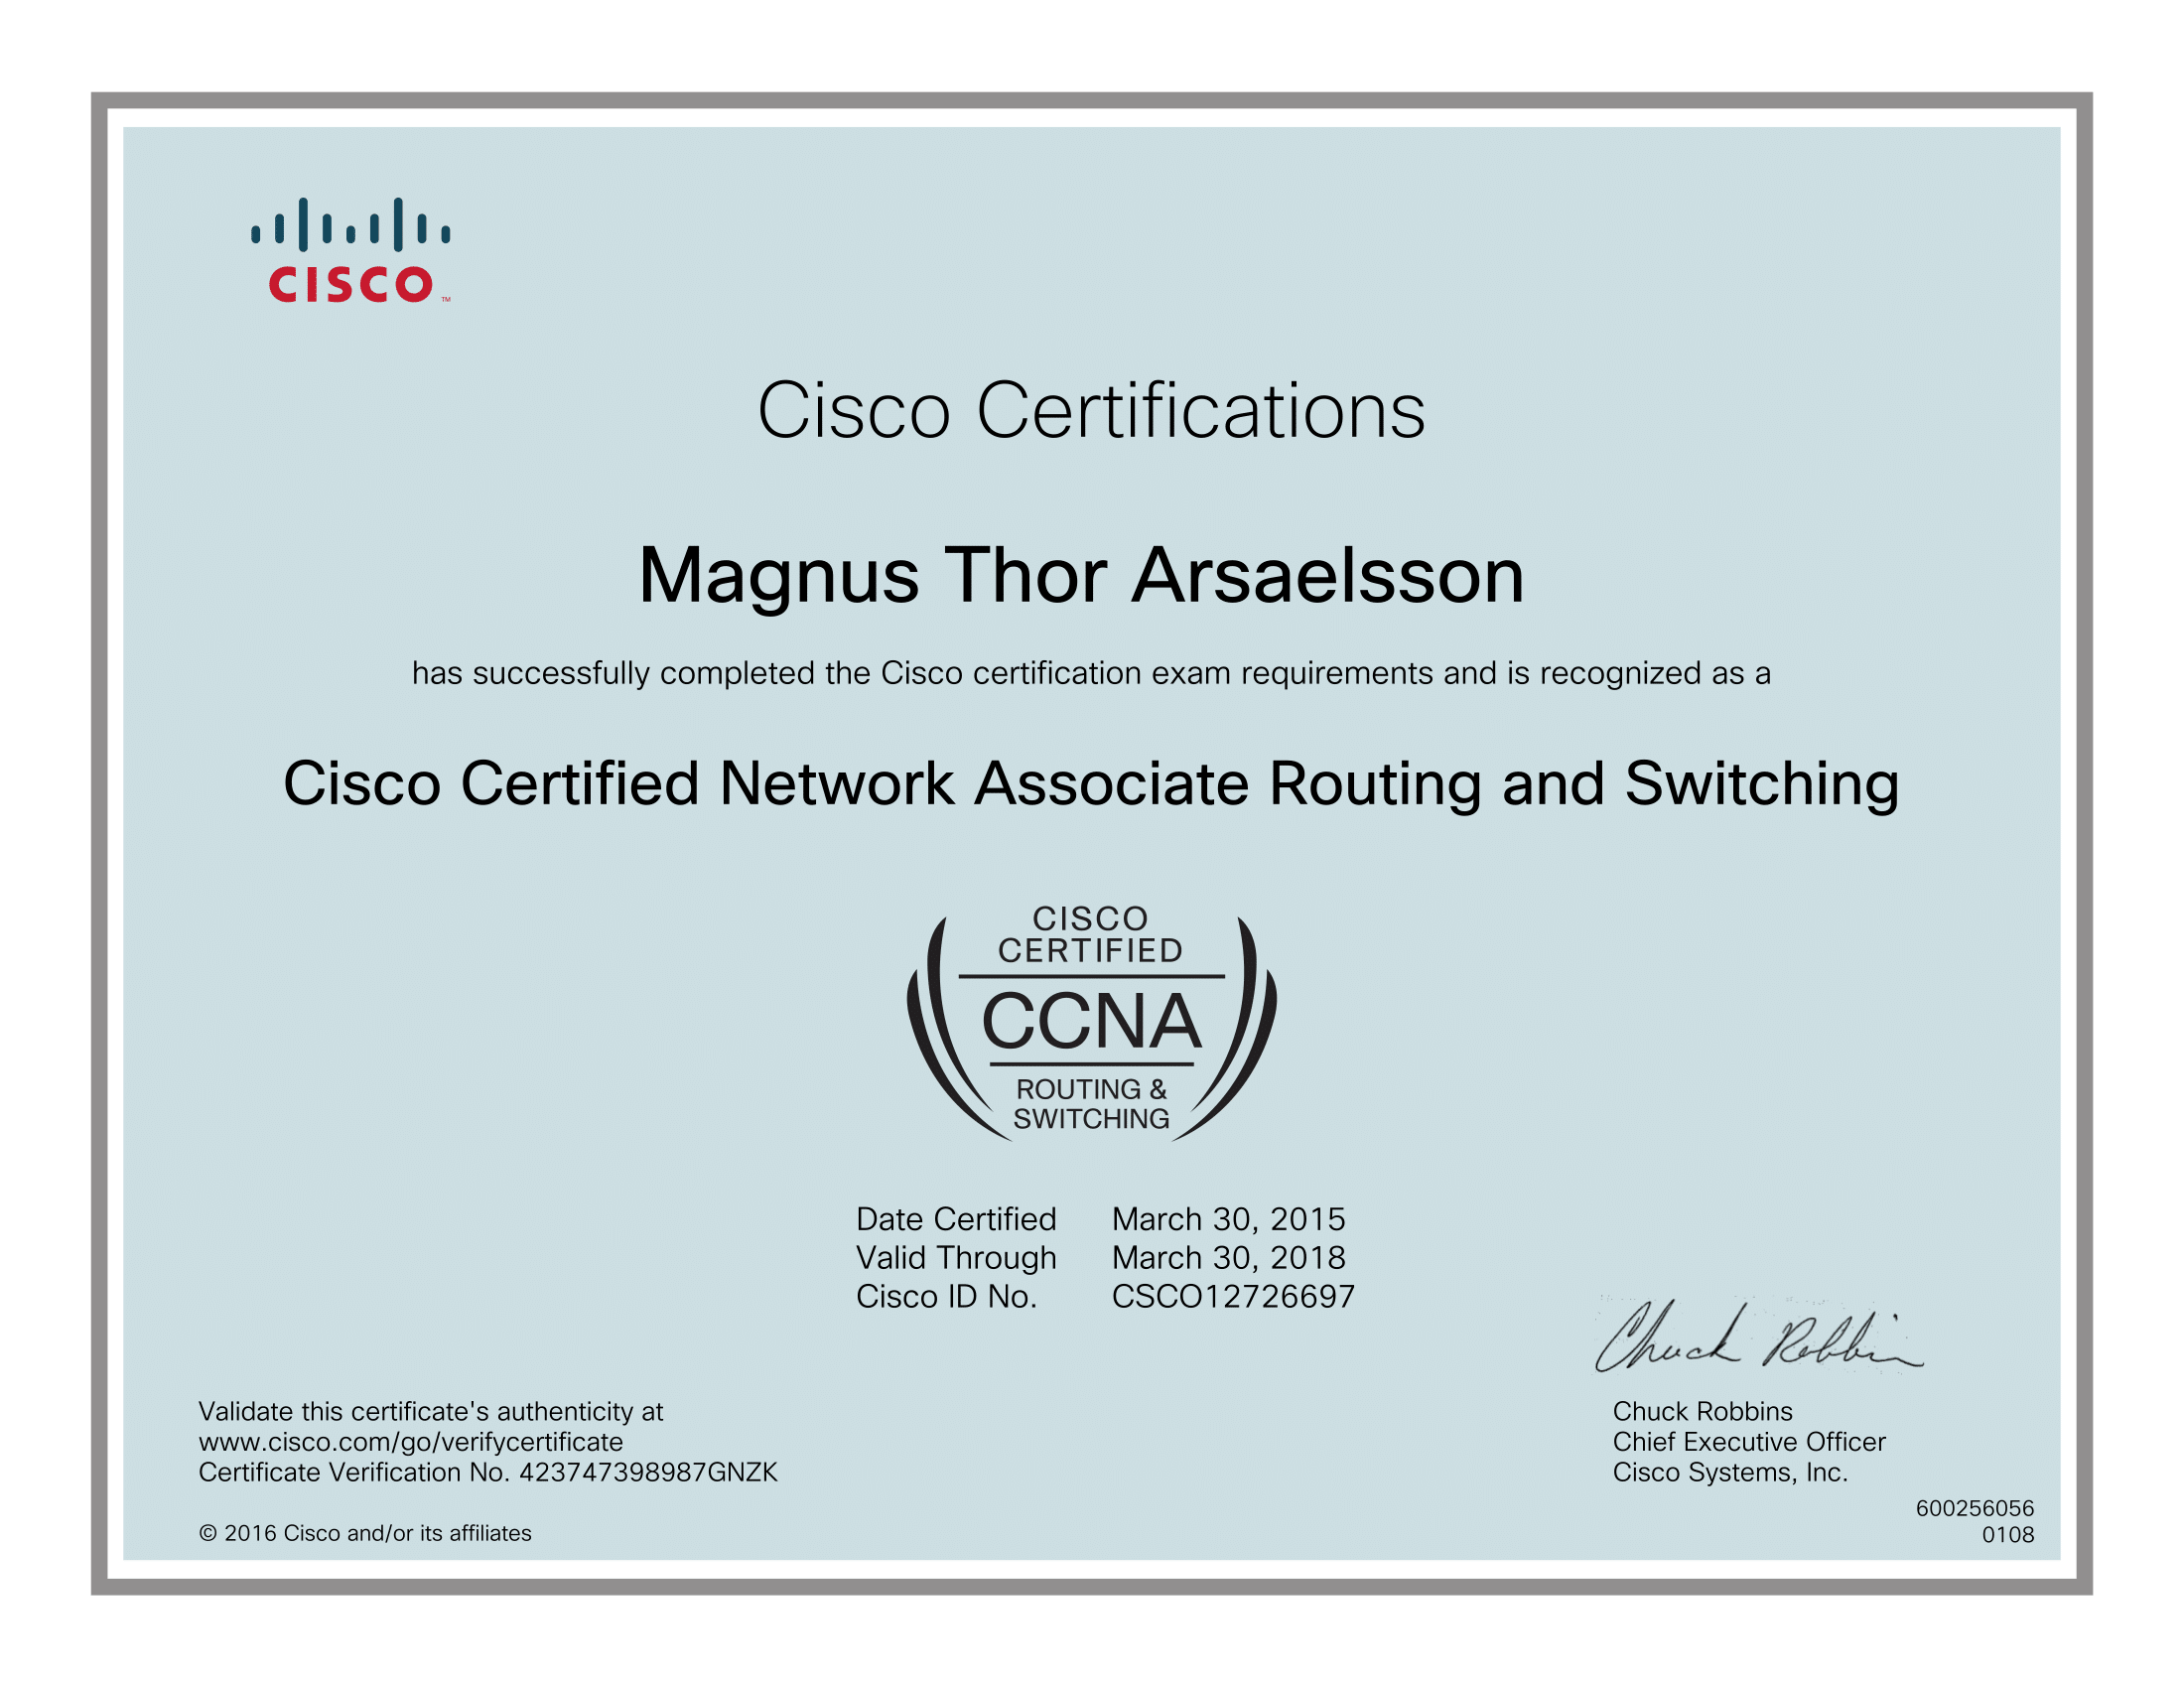 CISCO ™
Cisco Certifications
Magnus Thor Arsaelsson
has successfully completed the Cisco certification exam requirements and is recognized as a
Cisco Certified Network Associate Routing and Switching
CISCO
CERTIFIED
CCNA
ROUTING &
SWITCHING
Date Certified March 30, 2015
Valid Through March 30, 2018
Cisco ID No. CSCO12726697
Chuck Robbins
Validate this certificate's authenticity at
www.cisco.com/go/verifycertificate
Certificate Verification No. 423747398987GNZK
© 2016 Cisco and/or its affiliates
Chuck Robbins
Chief Executive Officer
Cisco Systems, Inc.
600256056
0108